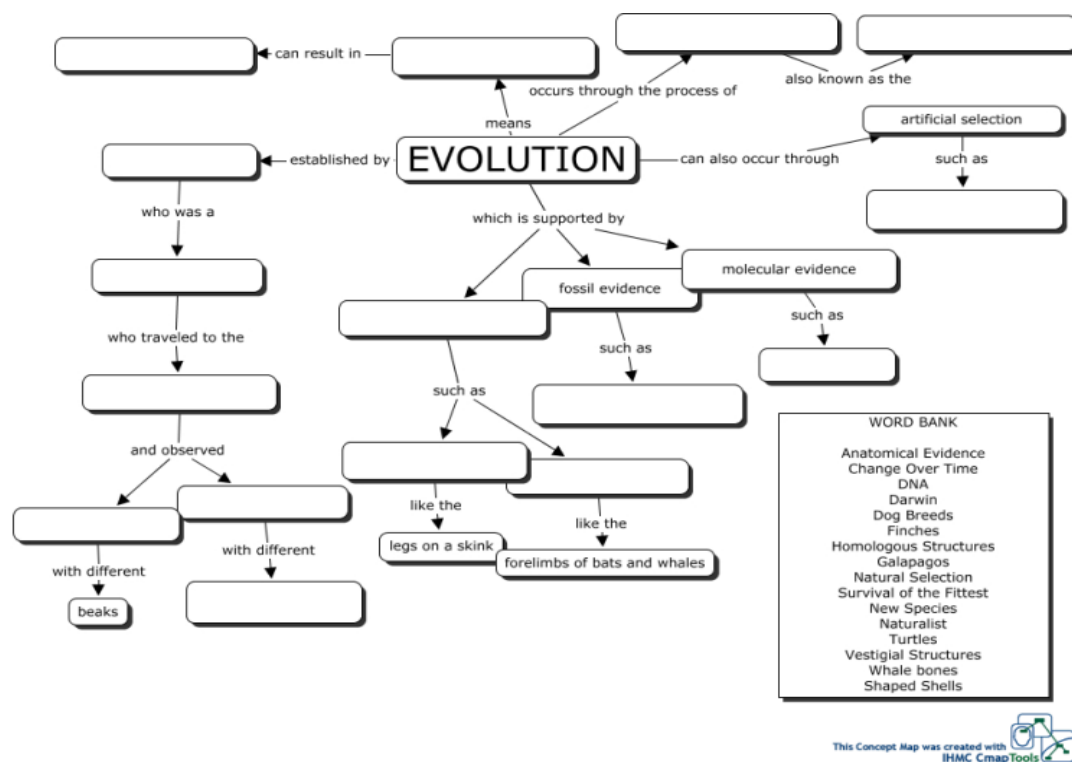 can result in
occurs through the process of
also known as the
means
artificial selection
established by
EVOLUTION
can also occur through
such as
who was a
which is supported by
molecular evidence
fossil evidence
who traveled to the
such as
such as
such as
and observed
like the
like the
legs on a skink
forelimbs of bats and whales
with different
with different
beaks
WORD BANK
Anatomical Evidence
Change Over Time
DNA
Darwin
Dog Breeds
Finches
Homologous Structures
Galapagos
Natural Selection
Survival of the Fittest
New Species
Naturalist
Turtles
Vestigial Structures
Whale bones
Shaped Shells
This Concept Map was created with
IHMC CmapTools